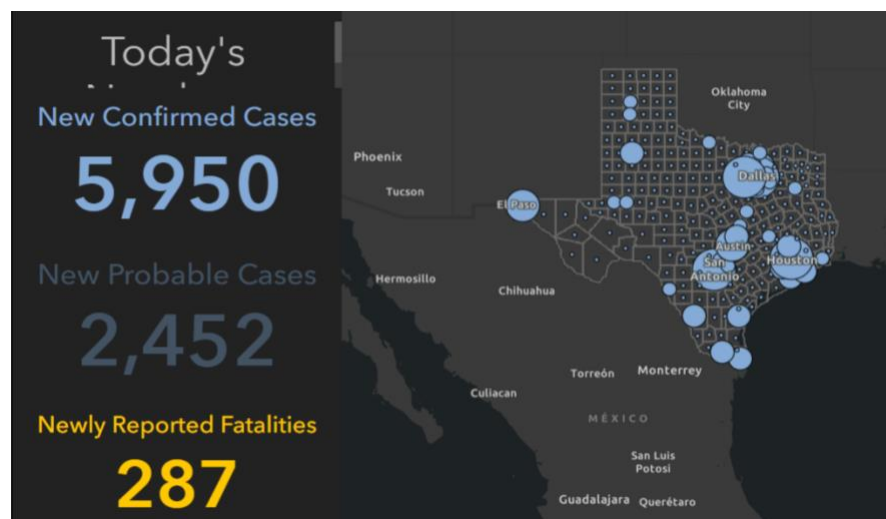 Today's
New Confirmed Cases
5,950
New Probable Cases
2,452
Newly Reported Fatalities
287
Oklahoma
City
Phoenix
Dallas
Tucson
El Paso
Austin
San
Antonio
Houston
Hermosillo
Chihuahua
Torreón
Monterrey
Culiacan
MÉXICO
San Luis
Potosi
Guadalajara
Querétaro